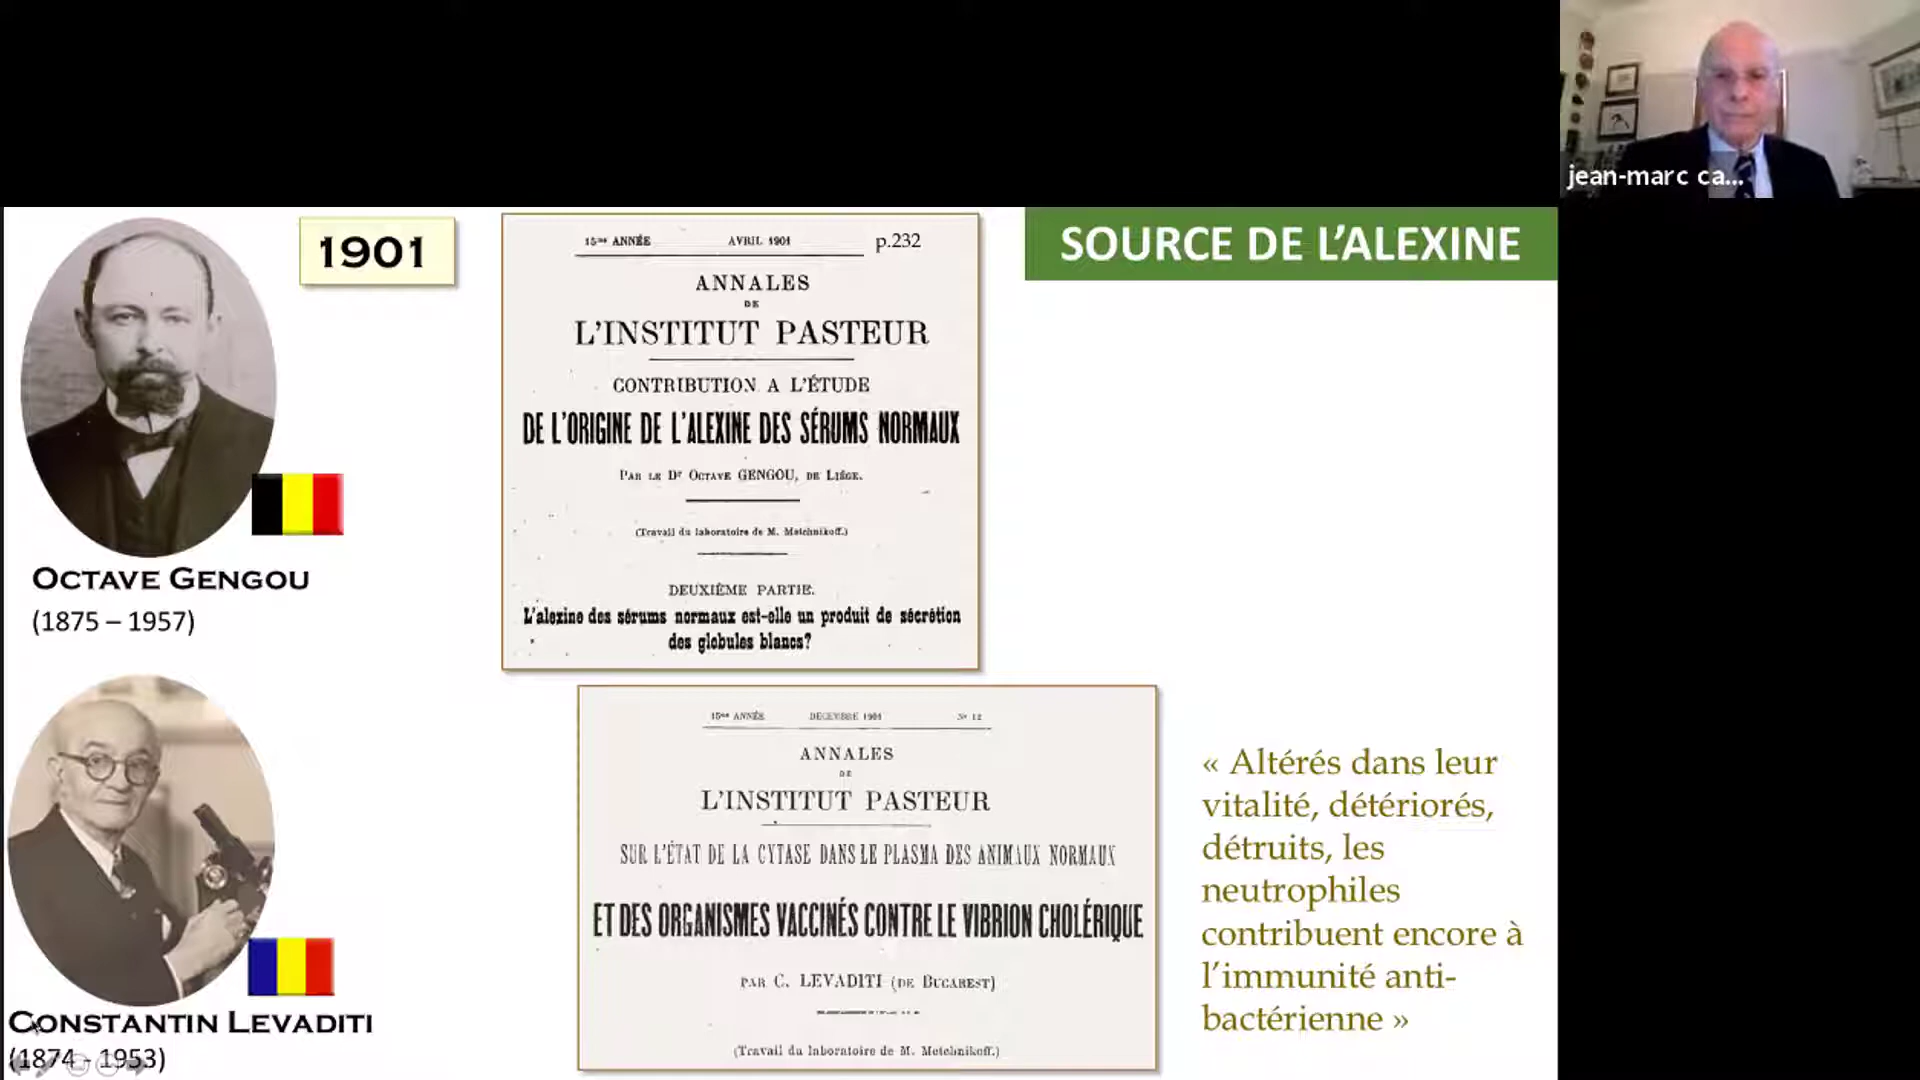 jean-marc ca...
1901
SOURCE DE L'ALEXINE
15me ANNÉE AVRIL 1901 p.232
ANNALES
DE
L'INSTITUT PASTEUR
CONTRIBUTION A L'ÉTUDE
DE L'ORIGINE DE L'ALEXINE DES SÉRUMS NORMAUX
PAR LE Dr OCTAVE GENGOU, DE LIÉGE.
(Travail du laboratoire de M. Metchnikoff.)
DEUXIÈME PARTIE.
L'alexine des sérums normaux est-elle un produit de sécrétion
des globules blancs?
OCTAVE GENGOU
(1875 – 1957)
15me ANNÉE DÉCEMBRE 1901 No 12
ANNALES
DE
L'INSTITUT PASTEUR
SUR L'ÉTAT DE LA CYTASE DANS LE PLASMA DES ANIMAUX NORMAUX
ET DES ORGANISMES VACCINÉS CONTRE LE VIBRION CHOLÉRIQUE
PAR C. LEVADITI (DE BUCAREST)
(Travail du laboratoire de M. Metchnikoff.)
« Altérés dans leur
vitalité, détériorés,
détruits, les
neutrophiles
contribuent encore à
l'immunité anti-
bactérienne »
CONSTANTIN LEVADITI
(1874 - 1953)